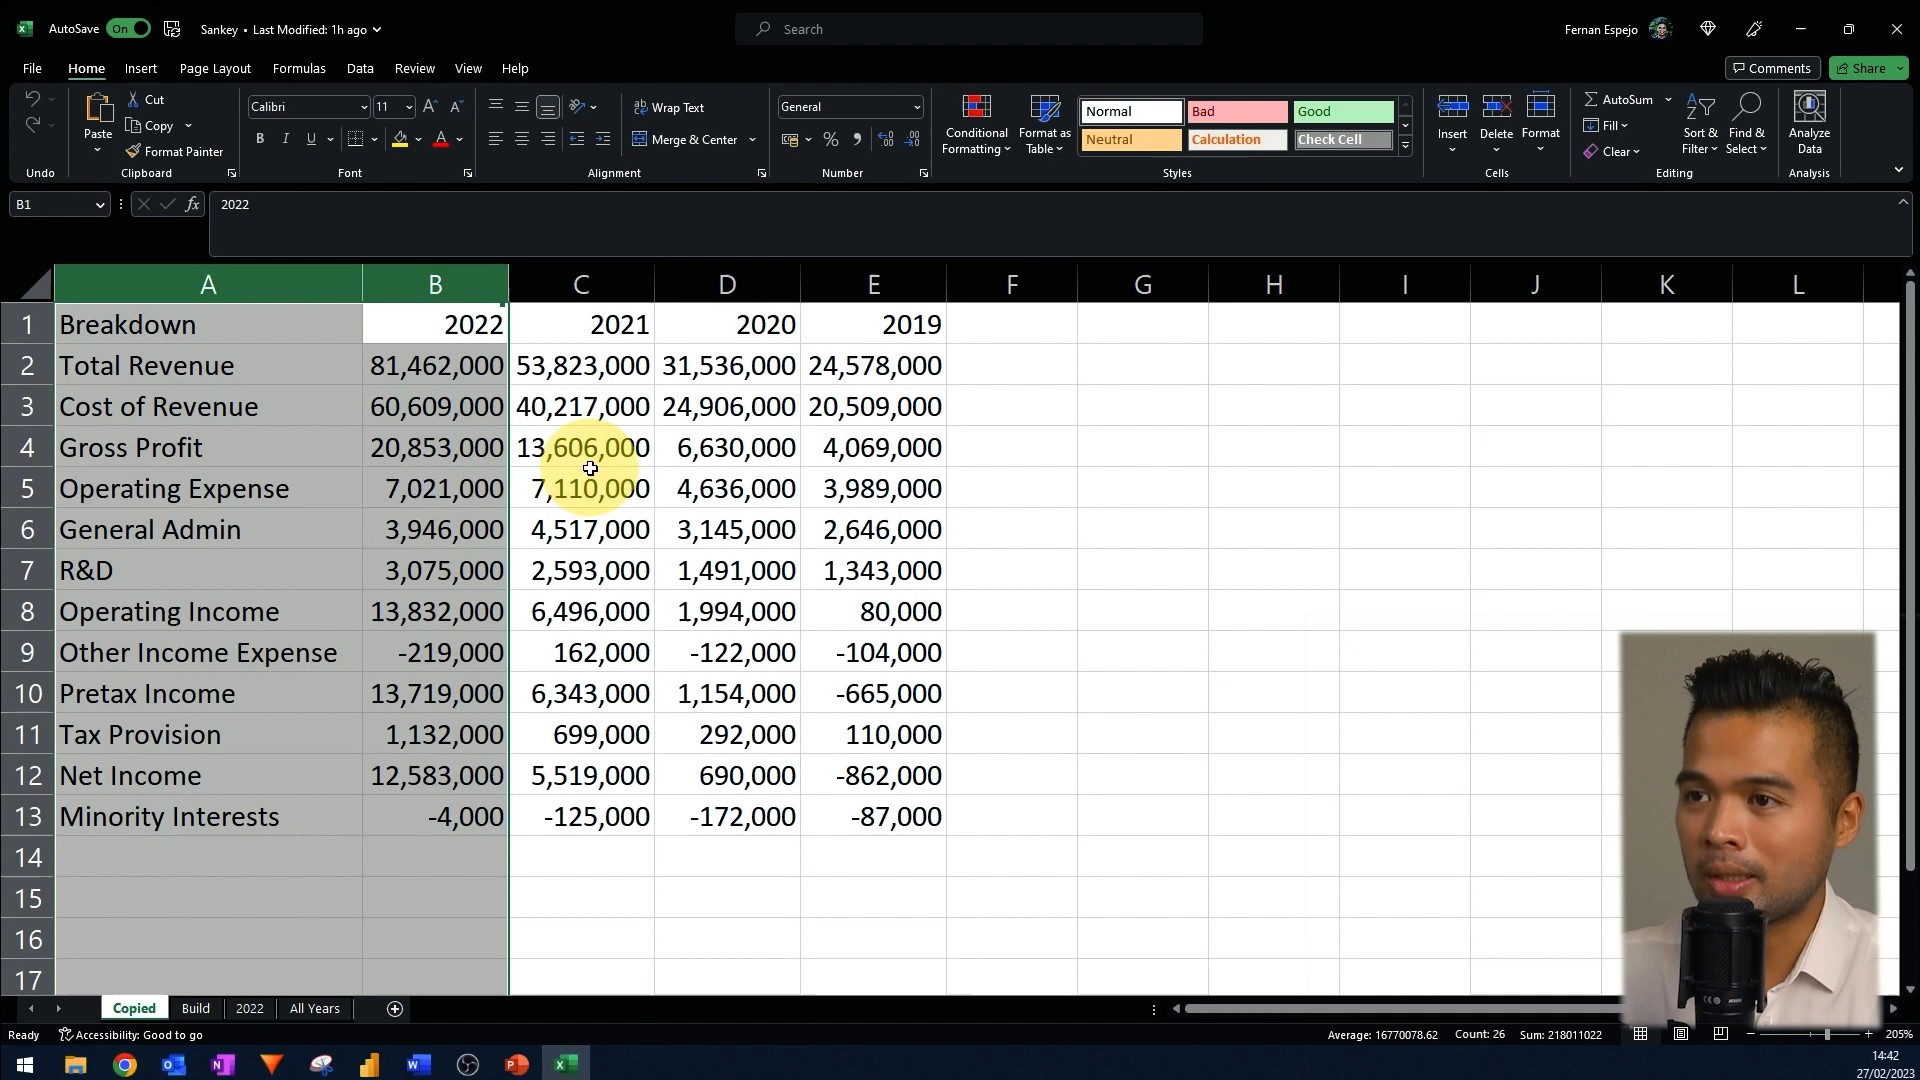 AutoSave On Sankey • Last Modified: 1h ago Search Fernan Espejo
File Home Insert Page Layout Formulas Data Review View Help Comments Share
Paste Cut Copy Format Painter
Undo Clipboard
Calibri 11
Font
Wrap Text
Merge & Center
Alignment
General
Number
Conditional Formatting Format as Table
Normal Bad Good
Neutral Calculation Check Cell
Styles
Insert Delete Format
Cells
AutoSum Fill Clear Sort & Filter Find & Select
Editing
Analyze Data
Analysis
B1 fx 2022
A B C D E F G H I J K L
1 Breakdown 2022 2021 2020 2019
2 Total Revenue 81,462,000 53,823,000 31,536,000 24,578,000
3 Cost of Revenue 60,609,000 40,217,000 24,906,000 20,509,000
4 Gross Profit 20,853,000 13,606,000 6,630,000 4,069,000
5 Operating Expense 7,021,000 7,110,000 4,636,000 3,989,000
6 General Admin 3,946,000 4,517,000 3,145,000 2,646,000
7 R&D 3,075,000 2,593,000 1,491,000 1,343,000
8 Operating Income 13,832,000 6,496,000 1,994,000 80,000
9 Other Income Expense -219,000 162,000 -122,000 -104,000
10 Pretax Income 13,719,000 6,343,000 1,154,000 -665,000
11 Tax Provision 1,132,000 699,000 292,000 110,000
12 Net Income 12,583,000 5,519,000 690,000 -862,000
13 Minority Interests -4,000 -125,000 -172,000 -87,000
14
15
16
17
Copied Build 2022 All Years
Ready Accessibility: Good to go Average: 16770078.62 Count: 26 Sum: 218011022 205%
14:42
27/02/2023